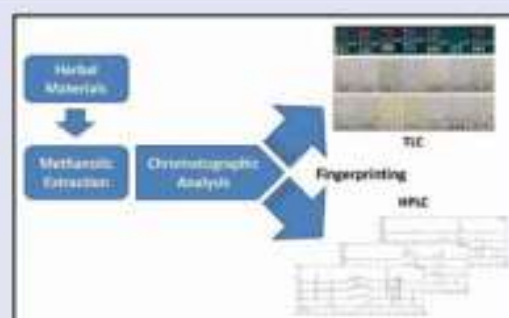 Herbal
Materials
Methanolic
Extraction
Chromatographic
Analysis
TLC
Fingerprinting
HPLC